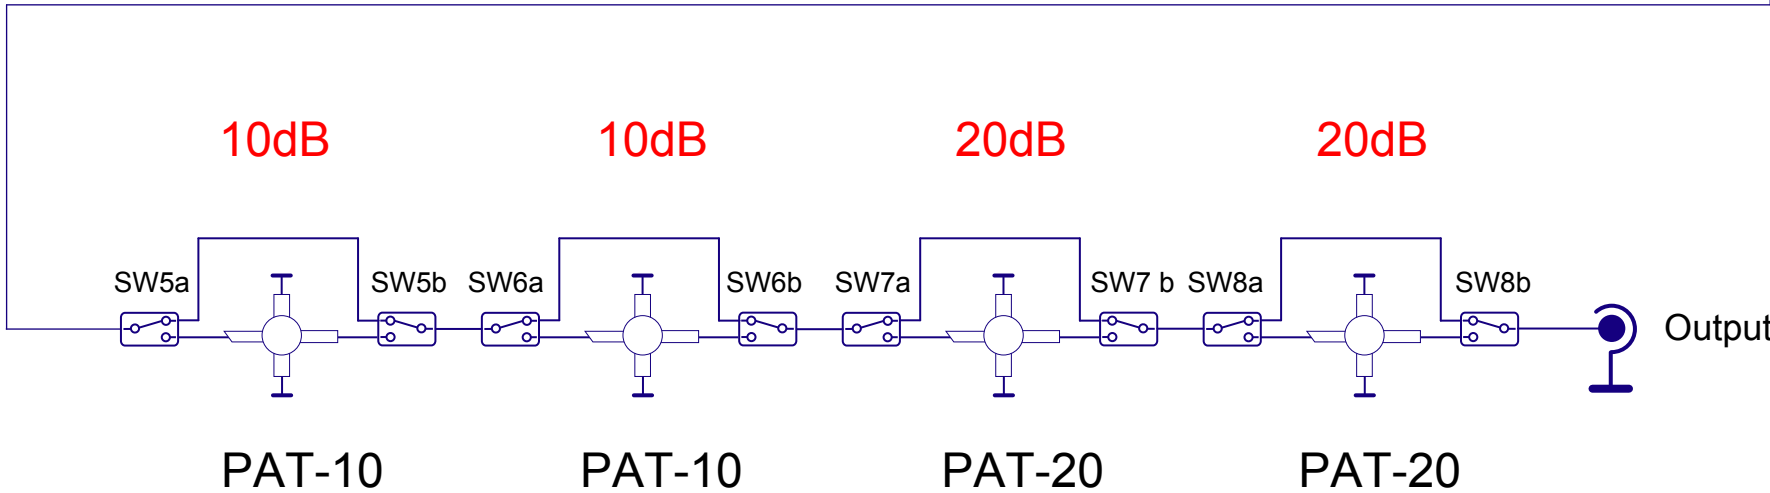 10dB 10dB 20dB 20dB
SW5a SW5b SW6a SW6b SW7a SW7 b SW8a SW8b
Output
PAT-10 PAT-10 PAT-20 PAT-20